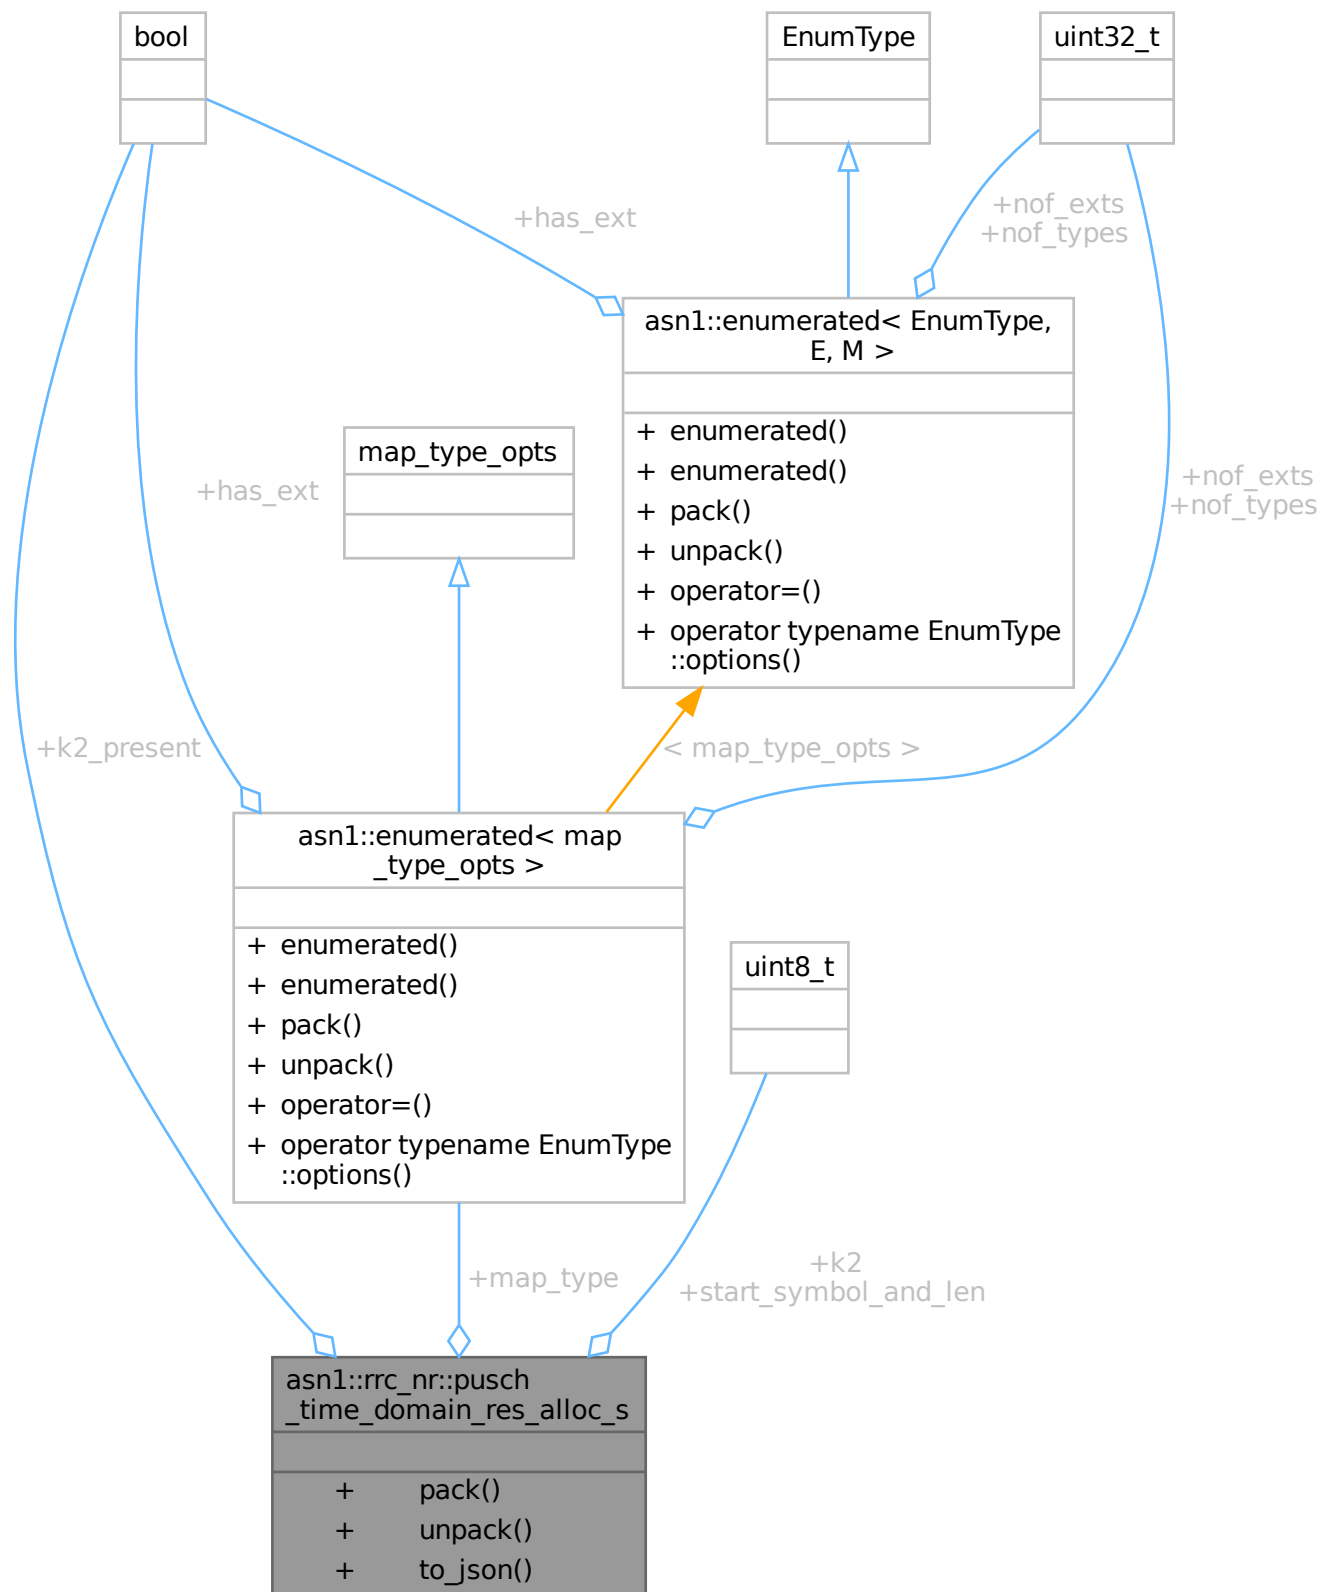 bool
EnumType
uint32_t
+has_ext
+nof_exts
+nof_types
asn1::enumerated< EnumType,
E, M >
+ enumerated()
+ enumerated()
+ pack()
+ unpack()
+ operator=()
+ operator typename EnumType
::options()
map_type_opts
+has_ext
+nof_exts
+nof_types
+k2_present
< map_type_opts >
asn1::enumerated< map
_type_opts >
+ enumerated()
+ enumerated()
+ pack()
+ unpack()
+ operator=()
+ operator typename EnumType
::options()
uint8_t
+map_type
+k2
+start_symbol_and_len
asn1::rrc_nr::pusch
_time_domain_res_alloc_s
+ pack()
+ unpack()
+ to_json()